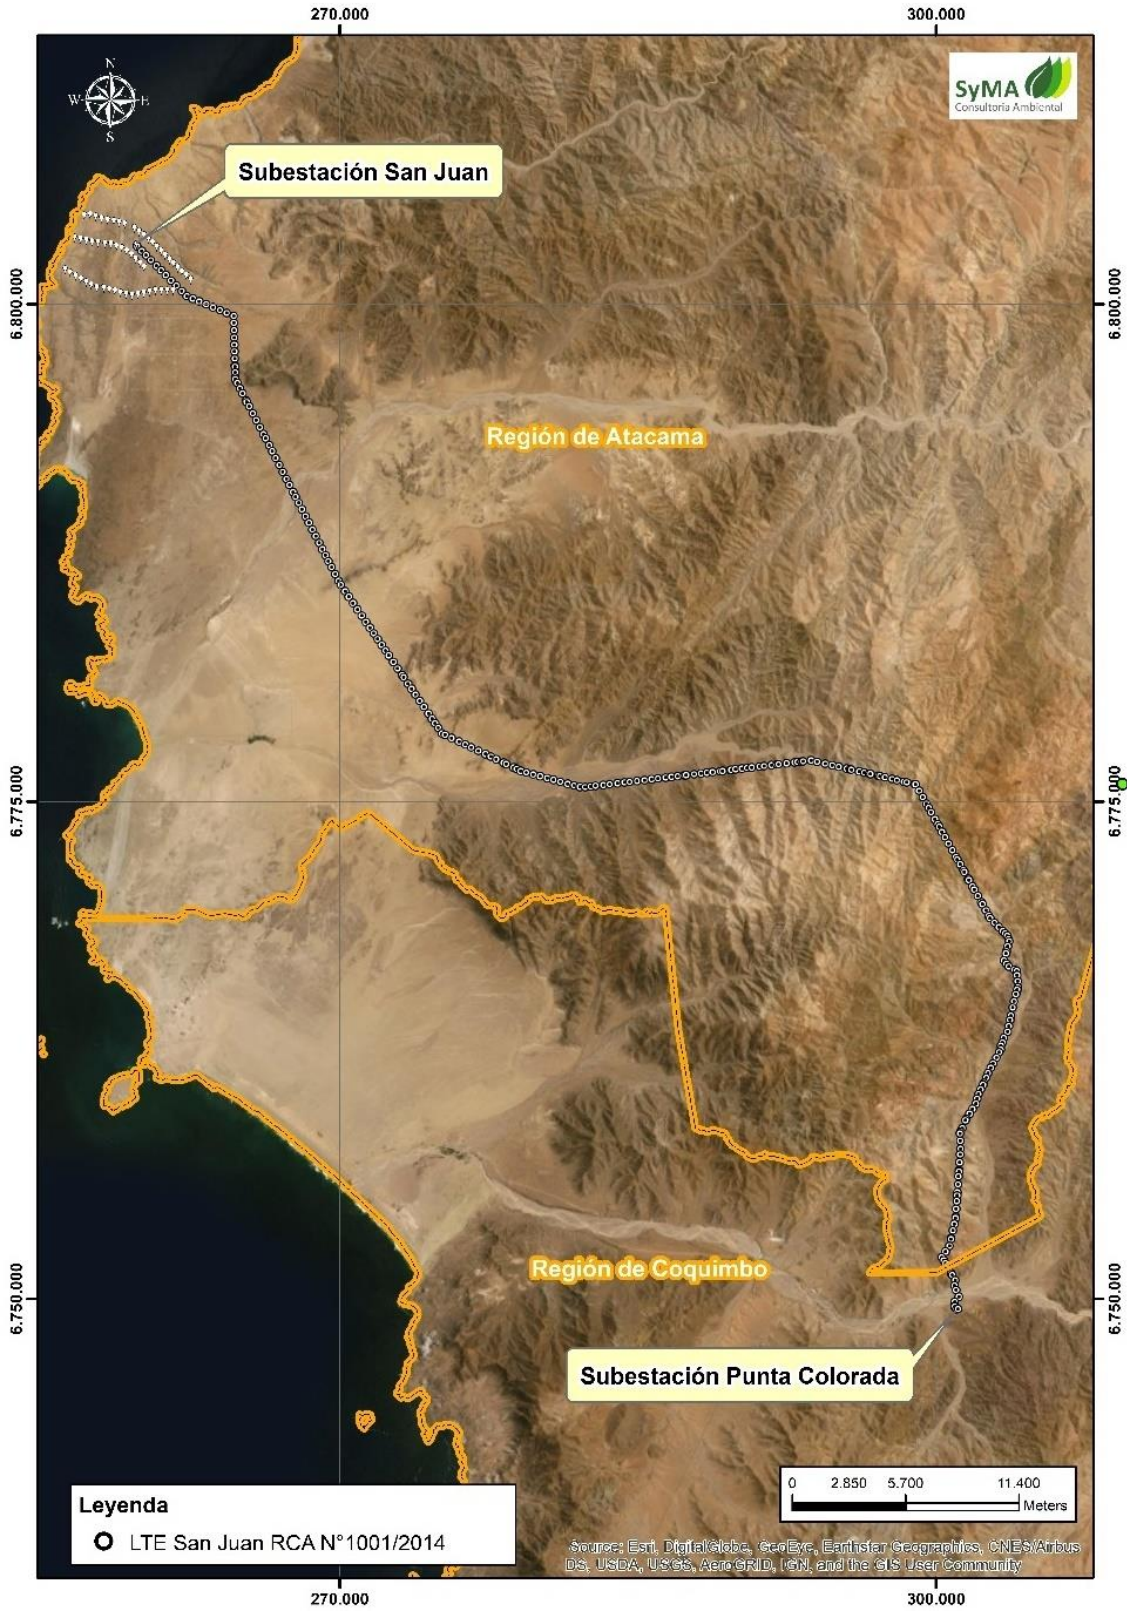 270.000
300.000
N
W
E
S
SyMA
Consultoria Ambiental
Subestación San Juan
6.800.000
6.800.000
Región de Atacama
6.775.000
6.775.000
Región de Coquimbo
6.750.000
6.750.000
Subestación Punta Colorada
0 2.850 5.700 11.400
Meters
Leyenda
LTE San Juan RCA N°1001/2014
Source: Esri, DigitalGlobe, GeoEye, Earthstar Geographics, CNES/Airbus
DS, USDA, USGS, AeroGRID, IGN, and the GIS User Community
270.000
300.000